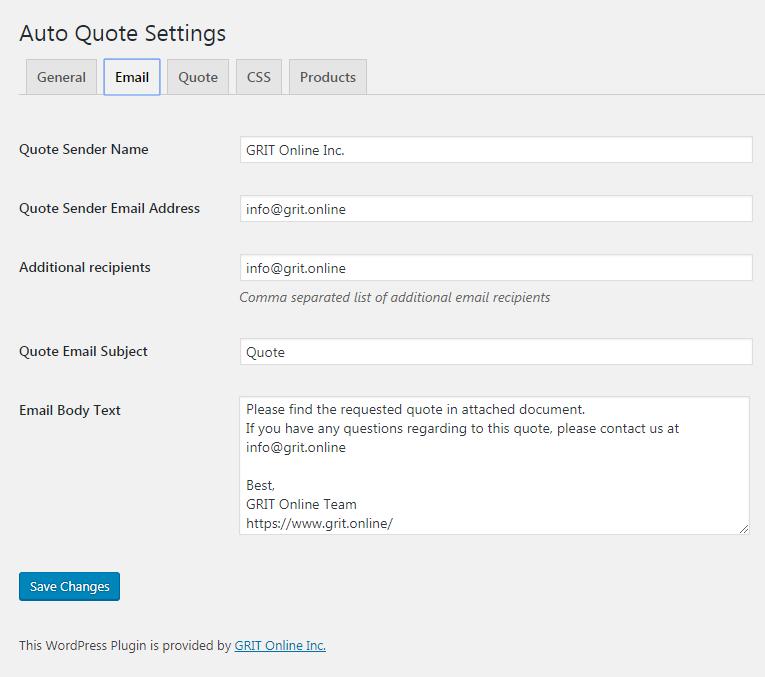 Auto Quote Settings
General Email Quote CSS Products
Quote Sender Name GRIT Online Inc.
Quote Sender Email Address info@grit.online
Additional recipients info@grit.online
Comma separated list of additional email recipients
Quote Email Subject Quote
Email Body Text Please find the requested quote in attached document.
If you have any questions regarding to this quote, please contact us at
info@grit.online
Best,
GRIT Online Team
https://www.grit.online/
Save Changes
This WordPress Plugin is provided by GRIT Online Inc.